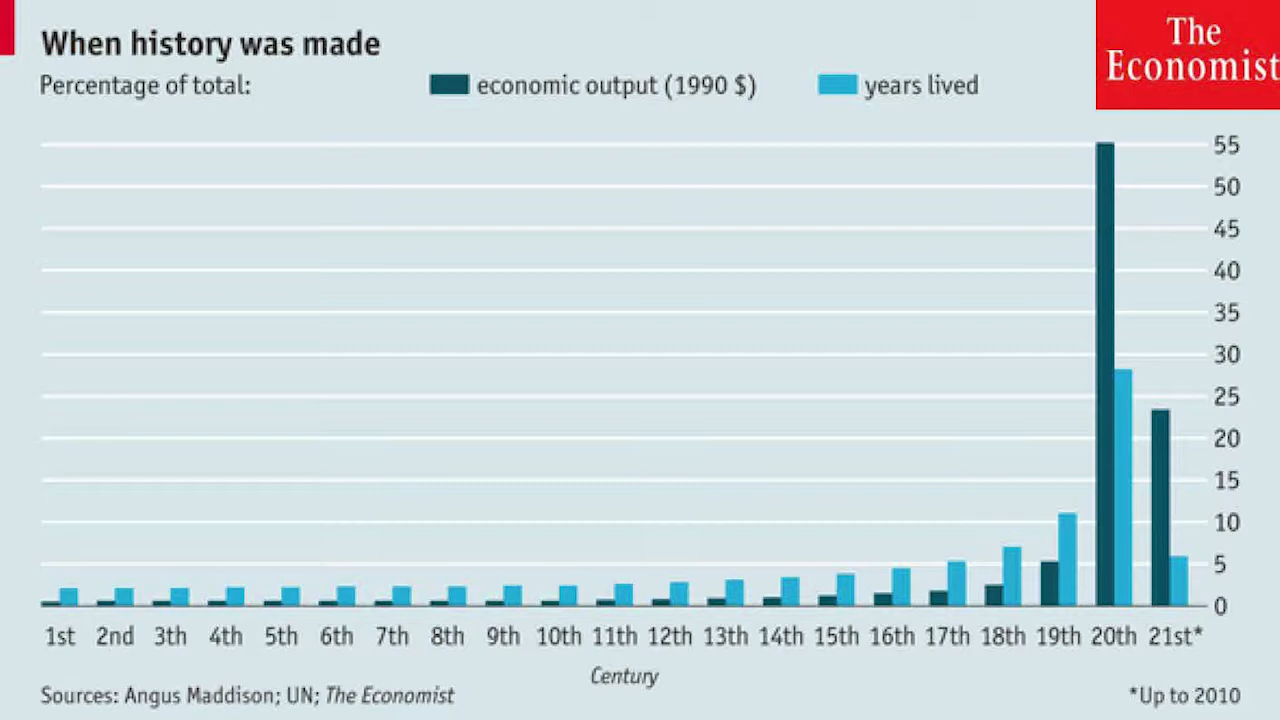 When history was made
The
Economist
Percentage of total:
economic output (1990 $)
years lived
55
50
45
40
35
30
25
20
15
10
5
0
1st 2nd 3th 4th 5th 6th 7th 8th 9th 10th 11th 12th 13th 14th 15th 16th 17th 18th 19th 20th 21st*
Century
Sources: Angus Maddison; UN; The Economist
*Up to 2010